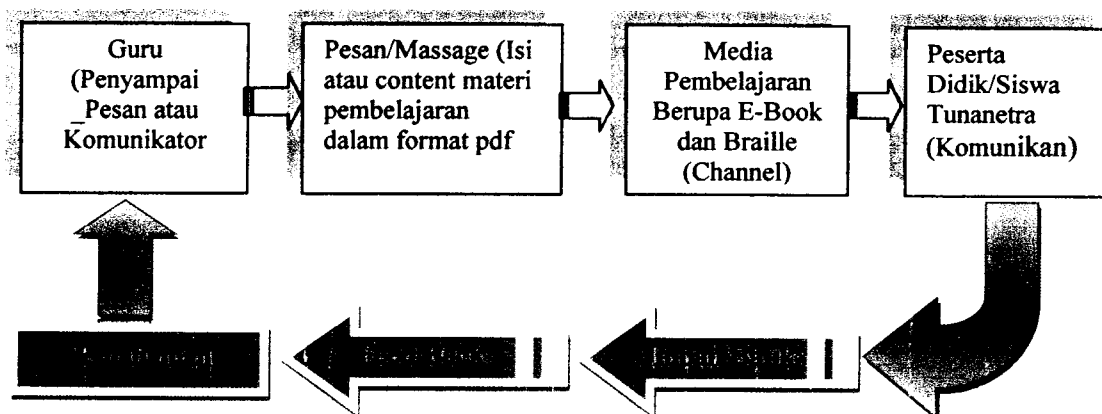 Guru
(Penyampai
_Pesan atau
Komunikator
Pesan/Massage (Isi
atau content materi
pembelajaran
dalam format pdf
Media
Pembelajaran
Berupa E-Book
dan Braille
(Channel)
Peserta
Didik/Siswa
Tunanetra
(Komunikan)